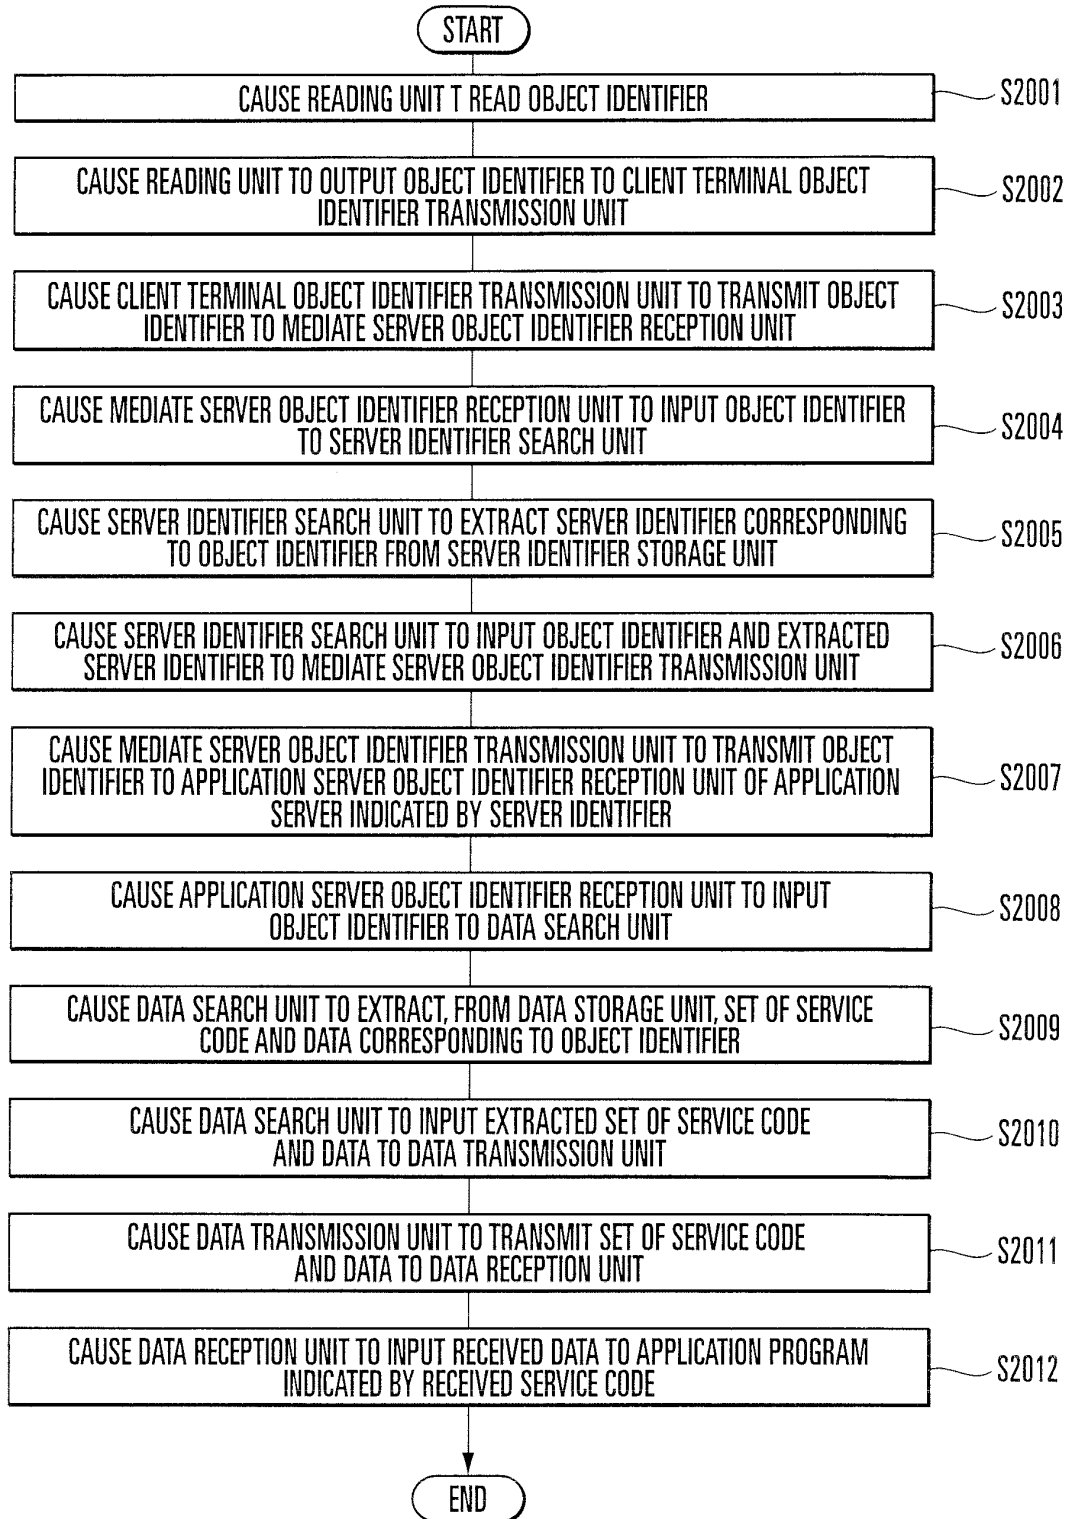 START
CAUSE READING UNIT T READ OBJECT IDENTIFIER
S2001
CAUSE READING UNIT TO OUTPUT OBJECT IDENTIFIER TO CLIENT TERMINAL OBJECT
IDENTIFIER TRANSMISSION UNIT
S2002
CAUSE CLIENT TERMINAL OBJECT IDENTIFIER TRANSMISSION UNIT TO TRANSMIT OBJECT
IDENTIFIER TO MEDIATE SERVER OBJECT IDENTIFIER RECEPTION UNIT
S2003
CAUSE MEDIATE SERVER OBJECT IDENTIFIER RECEPTION UNIT TO INPUT OBJECT IDENTIFIER
TO SERVER IDENTIFIER SEARCH UNIT
S2004
CAUSE SERVER IDENTIFIER SEARCH UNIT TO EXTRACT SERVER IDENTIFIER CORRESPONDING
TO OBJECT IDENTIFIER FROM SERVER IDENTIFIER STORAGE UNIT
S2005
CAUSE SERVER IDENTIFIER SEARCH UNIT TO INPUT OBJECT IDENTIFIER AND EXTRACTED
SERVER IDENTIFIER TO MEDIATE SERVER OBJECT IDENTIFIER TRANSMISSION UNIT
S2006
CAUSE MEDIATE SERVER OBJECT IDENTIFIER TRANSMISSION UNIT TO TRANSMIT OBJECT
IDENTIFIER TO APPLICATION SERVER OBJECT IDENTIFIER RECEPTION UNIT OF APPLICATION
SERVER INDICATED BY SERVER IDENTIFIER
S2007
CAUSE APPLICATION SERVER OBJECT IDENTIFIER RECEPTION UNIT TO INPUT
OBJECT IDENTIFIER TO DATA SEARCH UNIT
S2008
CAUSE DATA SEARCH UNIT TO EXTRACT, FROM DATA STORAGE UNIT, SET OF SERVICE
CODE AND DATA CORRESPONDING TO OBJECT IDENTIFIER
S2009
CAUSE DATA SEARCH UNIT TO INPUT EXTRACTED SET OF SERVICE CODE
AND DATA TO DATA TRANSMISSION UNIT
S2010
CAUSE DATA TRANSMISSION UNIT TO TRANSMIT SET OF SERVICE CODE
AND DATA TO DATA RECEPTION UNIT
S2011
CAUSE DATA RECEPTION UNIT TO INPUT RECEIVED DATA TO APPLICATION PROGRAM
INDICATED BY RECEIVED SERVICE CODE
S2012
END